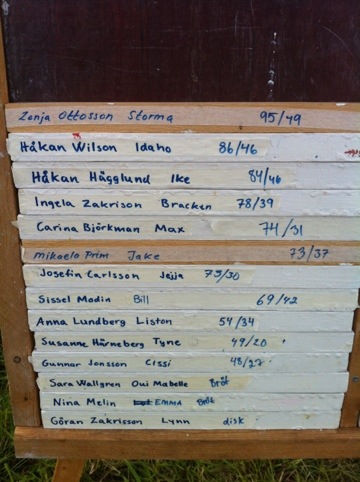 Zonja Ottosson Storma 95/49
Håkan Wilson Idaho 86/46
Håkan Hägglund Ike 84/46
Ingela Zakrison Bracken 78/39
Carina Björkman Max 74/31
mikaela Prim Jake 73/37
Josefin Carlsson Jejja 73/30
Sissel Modin Bill 69/42
Anna Lundberg Liston 54/34
Susanne Härneberg Tyne 49/20
Gunnar Jonsson Cissi 48/27
Sara Wallgren Oui Mabelle Bröt
Nina Melin EMMA Bröt
Göran Zakrisson Lynn disk